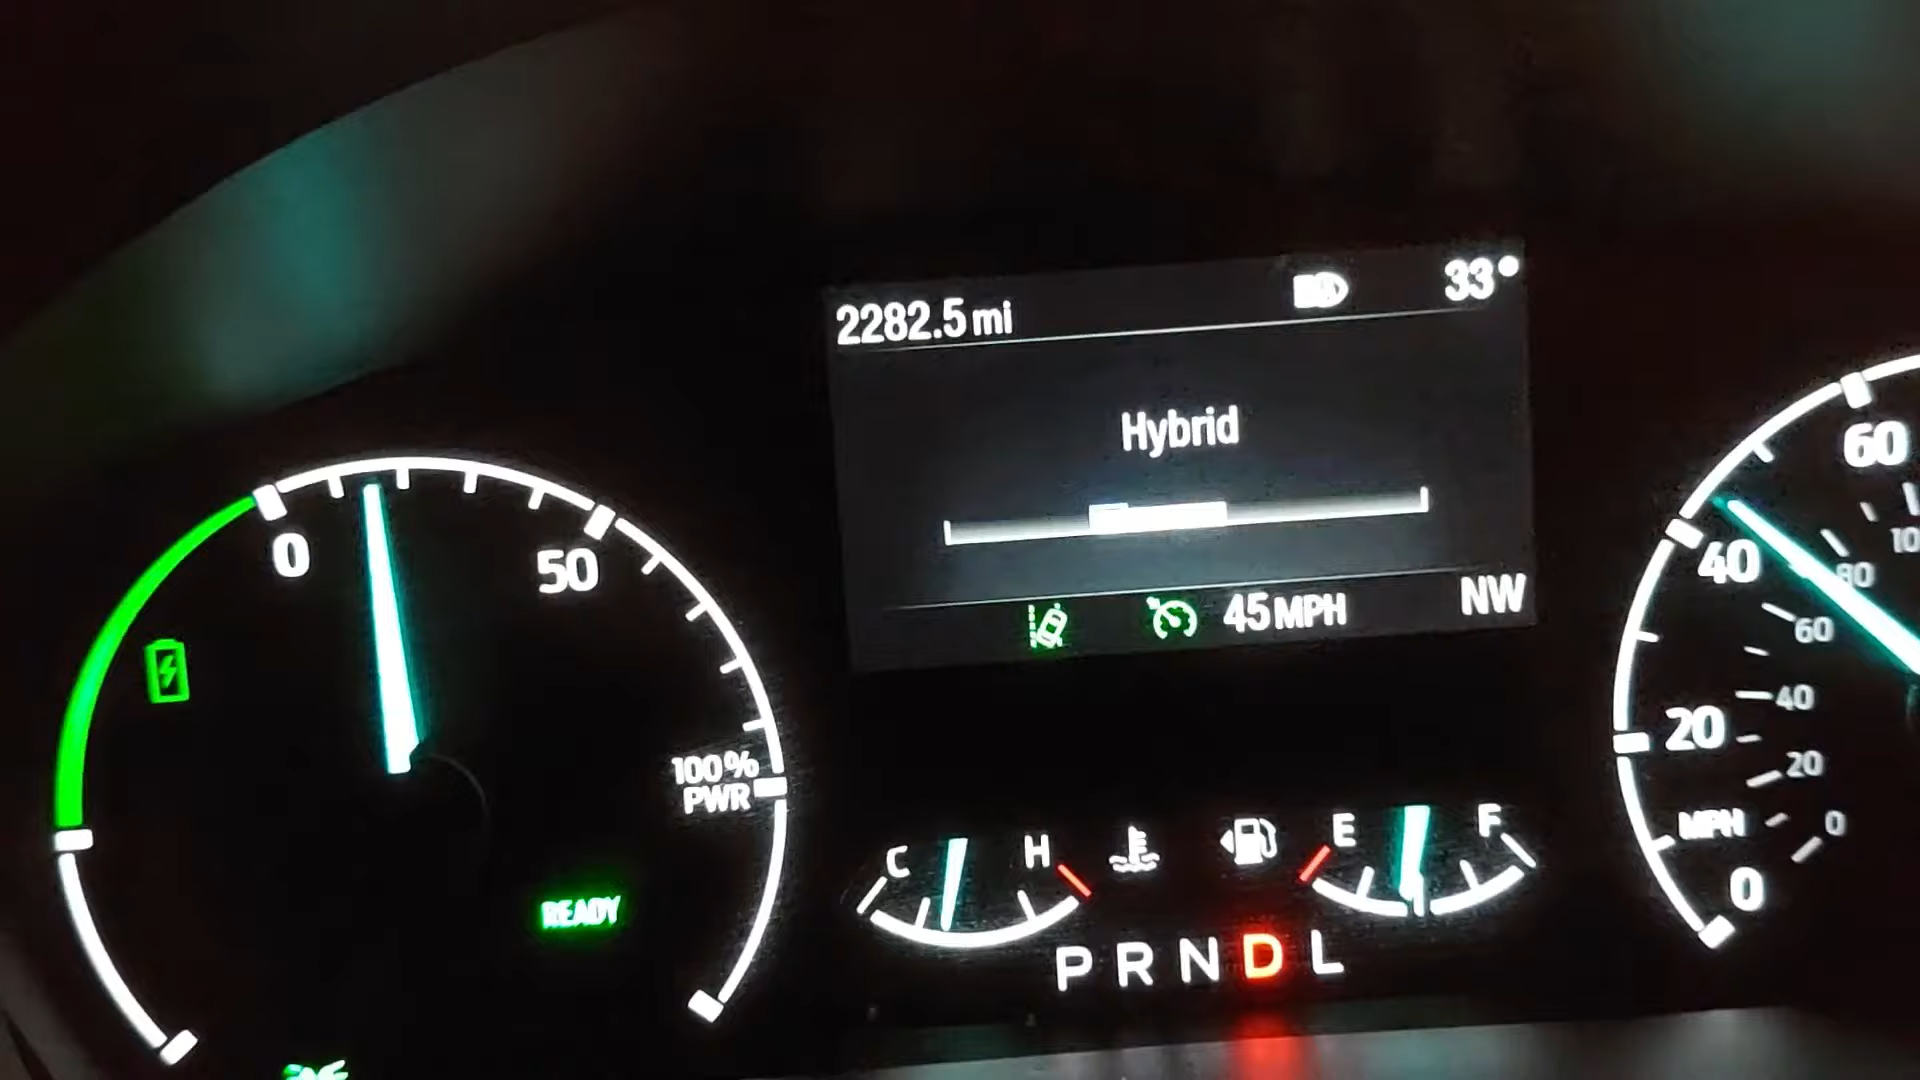 2282.5 mi 33°
Hybrid
45 MPH NW
0 50
100%
PWR
READY
C H E F
P R N D L
60
40
20
MPH
0
80
60
40
20
0